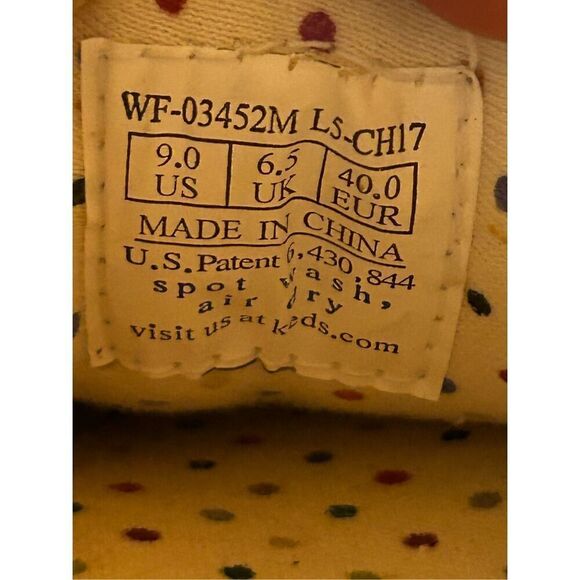 WF-03452M LS-CH17
9.0 6.5 40.0
US UK EUR
MADE IN CHINA
U.S. Patent 6,430,844
spot wash,
air dry
visit us at keds.com